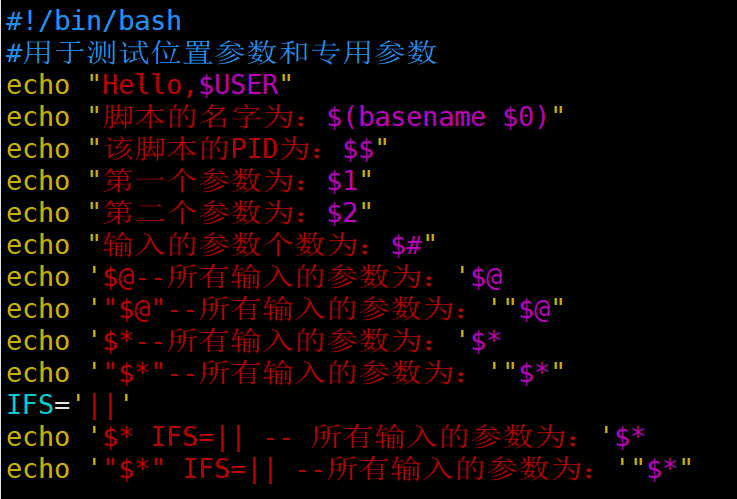 #!/bin/bash
#用于测试位置参数和专用参数
echo "Hello,$USER"
echo "脚本的名字为：$(basename $0)"
echo "该脚本的PID为：$$"
echo "第一个参数为：$1"
echo "第二个参数为：$2"
echo "输入的参数个数为：$#"
echo '$@--所有输入的参数为：'$@
echo '"$@"--所有输入的参数为：'"$@"
echo '$*--所有输入的参数为：'$*
echo '"$*"--所有输入的参数为：'"$*"
IFS='||'
echo '$* IFS=|| -- 所有输入的参数为：'$*
echo '"$*" IFS=|| --所有输入的参数为：'"$*"